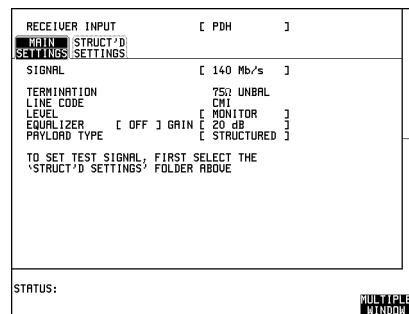 RECEIVER INPUT [ PDH ]
MAIN SETTINGS STRUCT'D SETTINGS
SIGNAL [ 140 Mb/s ]
TERMINATION 75Ω UNBAL
LINE CODE CMI
LEVEL [ MONITOR ]
EQUALIZER [ OFF ] GAIN [ 20 dB ]
PAYLOAD TYPE [ STRUCTURED ]
TO SET TEST SIGNAL, FIRST SELECT THE
'STRUCT'D SETTINGS' FOLDER ABOVE
STATUS:
MULTIPLE
WINDOW